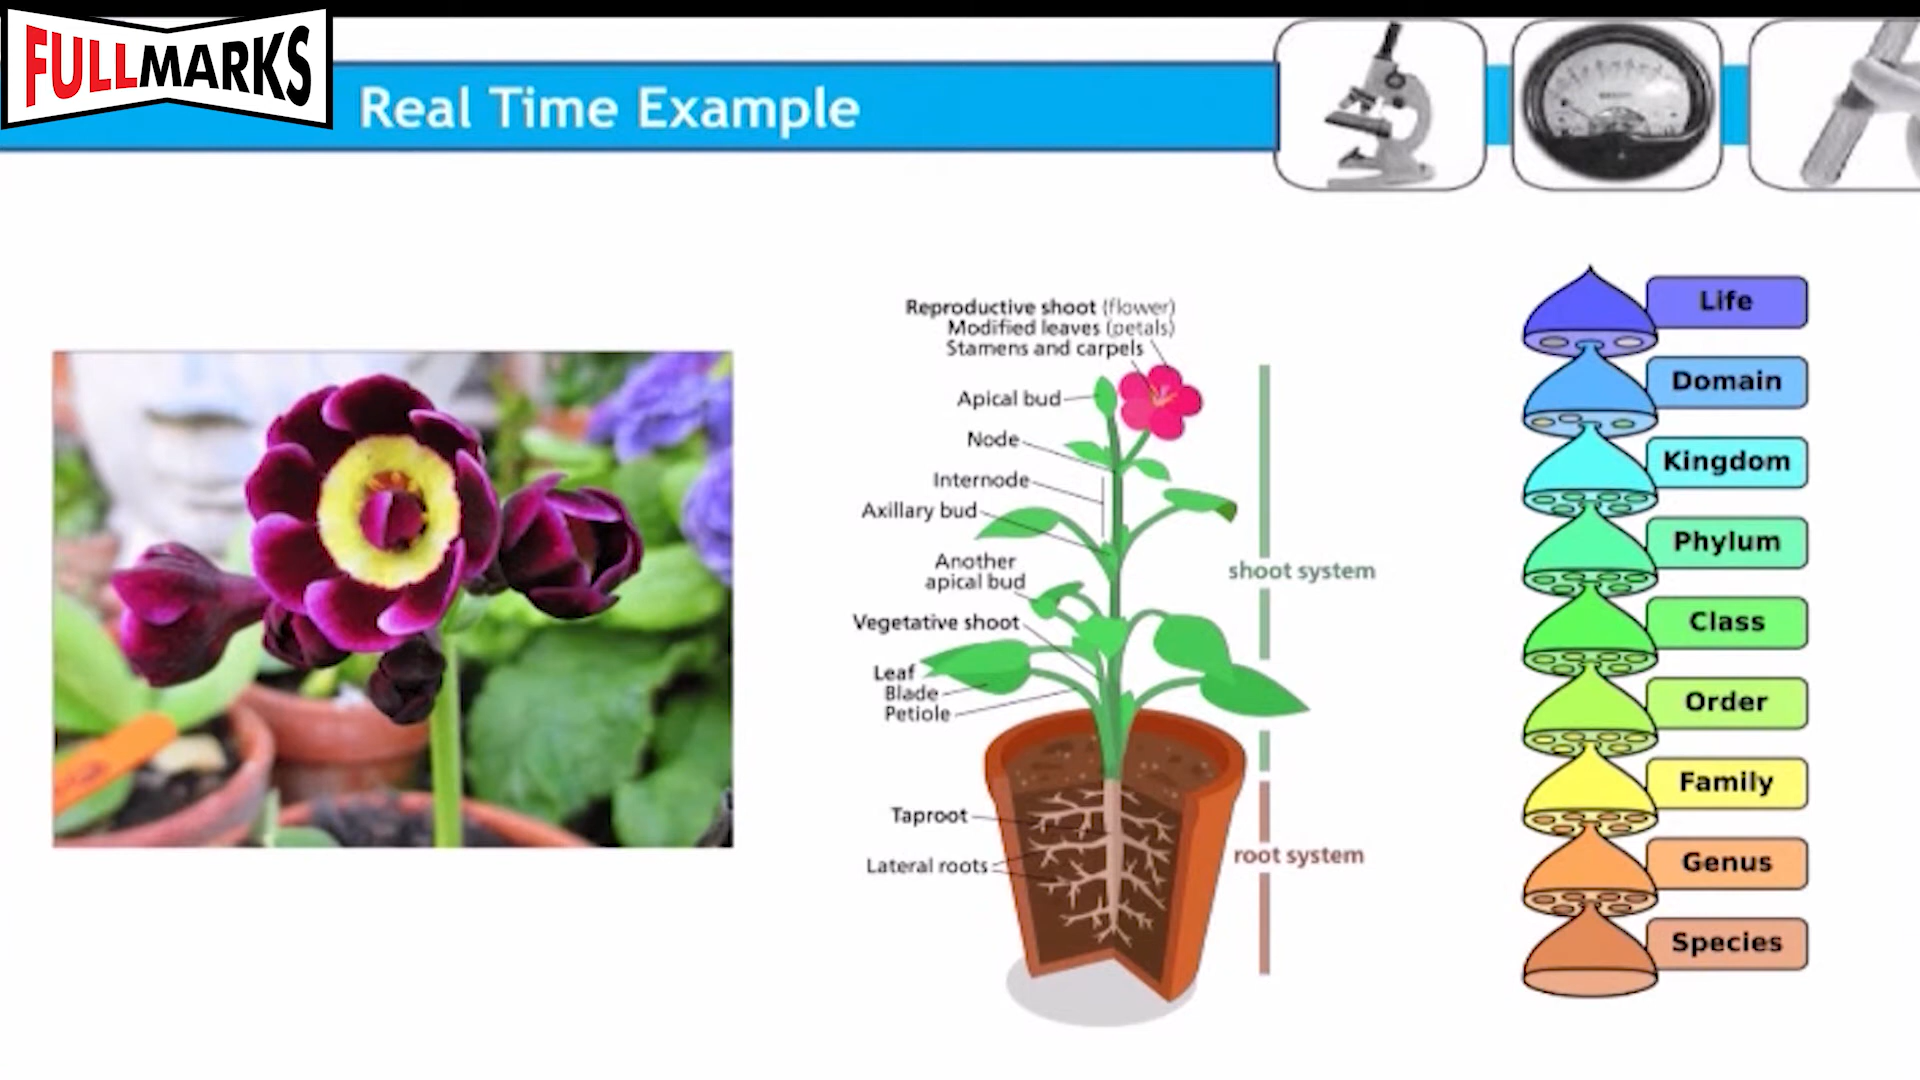 FULLMARKS
Real Time Example
Reproductive shoot (flower)
Modified leaves (petals)
Stamens and carpels
Apical bud
Node
Internode
Axillary bud
Another
apical bud
Vegetative shoot
Leaf
Blade
Petiole
Taproot
Lateral roots
shoot system
root system
Life
Domain
Kingdom
Phylum
Class
Order
Family
Genus
Species